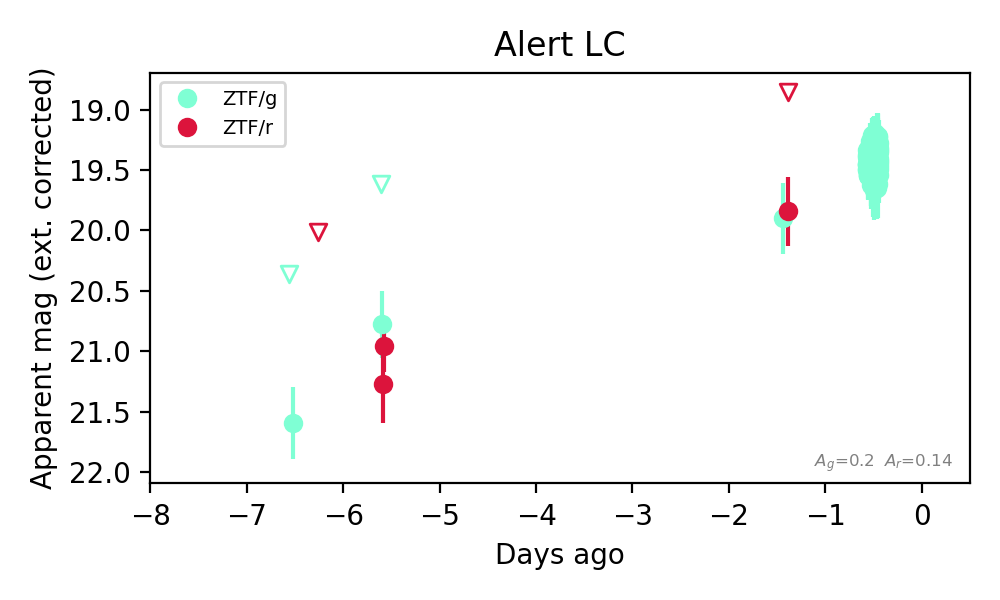 Alert LC
Apparent mag (ext. corrected)
19.0
19.5
20.0
20.5
21.0
21.5
22.0
ZTF/g
ZTF/r
A_g=0.2 A_r=0.14
−8 −7 −6 −5 −4 −3 −2 −1 0
Days ago